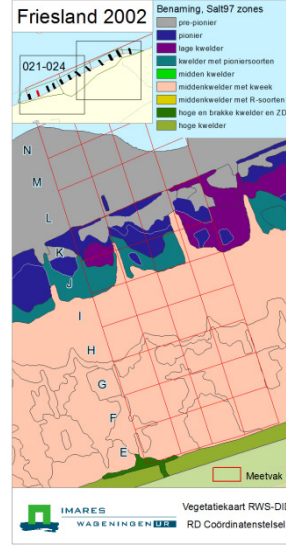 Friesland 2002
Benaming, Salt97 zones
pre-pionier
pionier
lage kwelder
kwelder met pioniersoorten
midden kwelder
middenkwelder met kweek
middenkwelder met R-soorten
hoge en brakke kwelder en ZD
hoge kwelder
021-024
N
M
L
K
J
I
H
G
F
E
Meetvak
IMARES
WAGENINGEN UR
Vegetatiekaart RWS-DID
RD Coördinatenstelsel